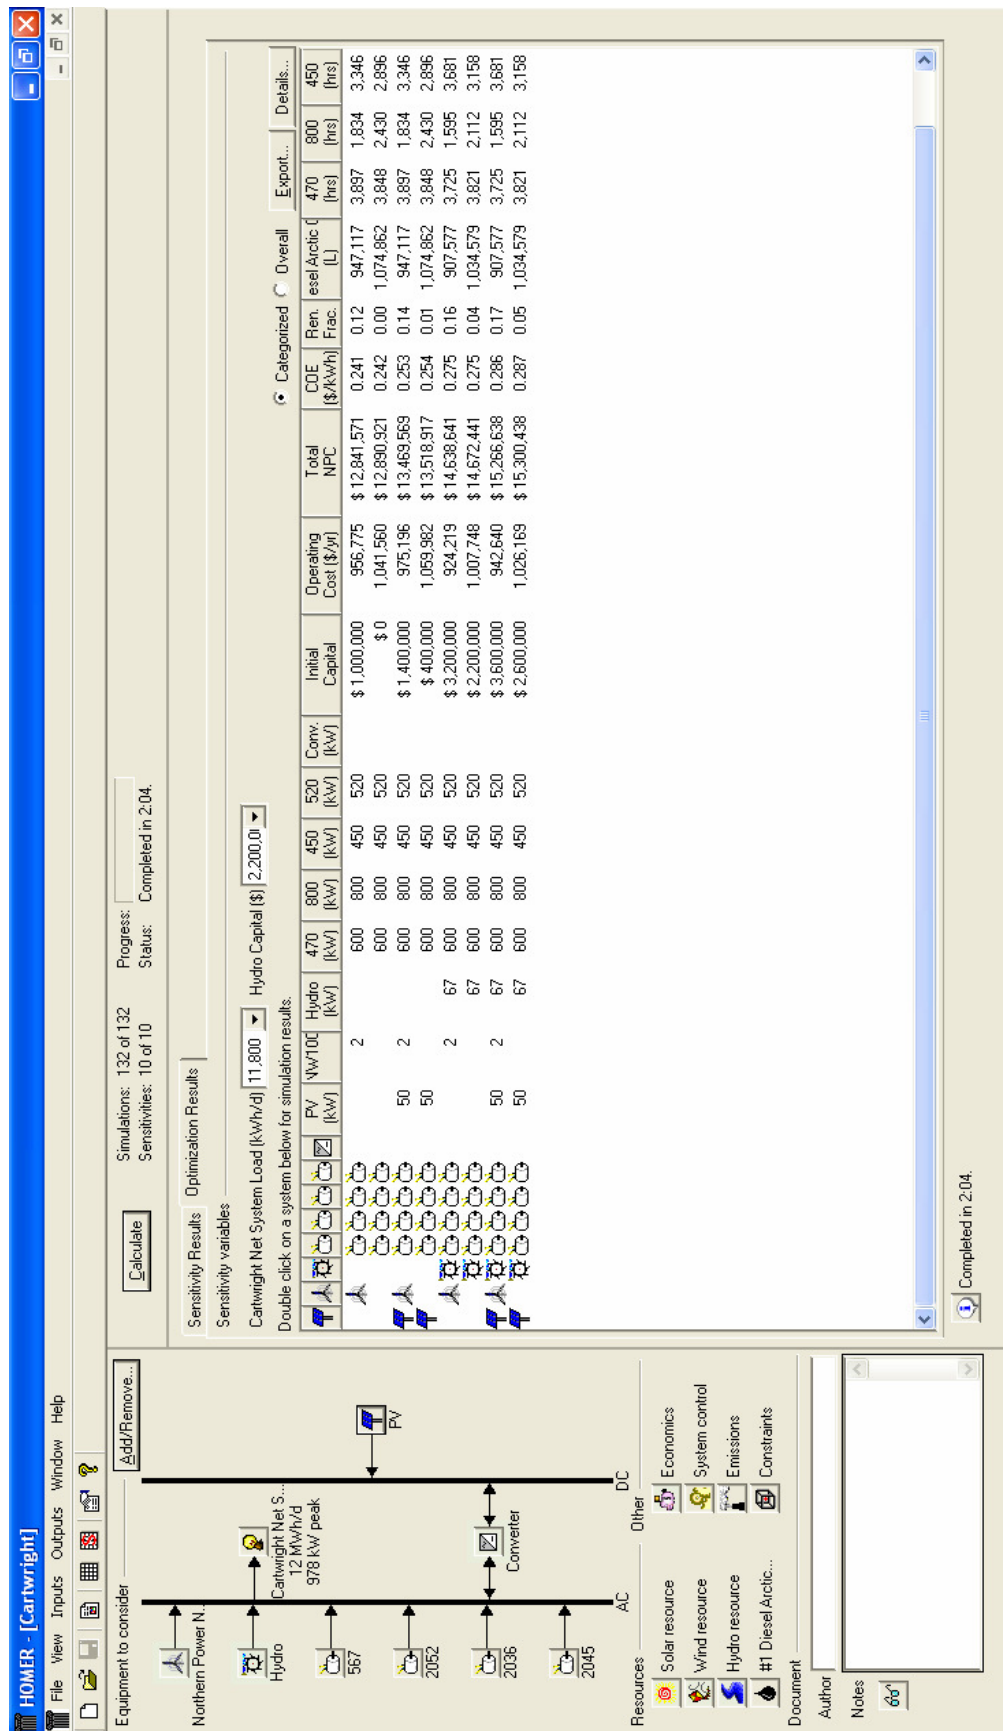 HOMER - [Cartwright]
File View Inputs Outputs Window Help
Equipment to consider
Add/Remove...
Northern Power N...
Hydro
Cartwright Net S...
12 MWh/d
978 kW peak
567
2052
2036
2045
Converter
PV
AC
DC
Resources
Other
Solar resource
Economics
Wind resource
System control
Hydro resource
Emissions
#1 Diesel Arctic...
Constraints
Document
Author
Notes
Calculate
Simulations: 132 of 132
Progress:
Sensitivities: 10 of 10
Status: Completed in 2:04.
Sensitivity Results
Optimization Results
Sensitivity variables
Cartwright Net System Load (kWh/d) 11,800 Hydro Capital ($) 2,200,0
Double click on a system below for simulation results.
Categorized Overall
Export...
Details...
PV (kW) NW100 Hydro (kW) 470 (kW) 800 (kW) 450 (kW) 520 (kW) Conv. (kW) Initial Capital Operating Cost ($/yr) Total NPC COE ($/kWh) Ren. Frac. esel Arctic (L) 470 (hrs) 800 (hrs) 450 (hrs)
2 600 800 450 520 $ 1,000,000 956,775 $ 12,841,571 0.241 0.12 947,117 3,897 1,834 3,346
600 800 450 520 $ 0 1,041,560 $ 12,890,921 0.242 0.00 1,074,862 3,848 2,430 2,896
50 2 600 800 450 520 $ 1,400,000 975,196 $ 13,469,569 0.253 0.14 947,117 3,897 1,834 3,346
50 600 800 450 520 $ 400,000 1,059,982 $ 13,518,917 0.254 0.01 1,074,862 3,848 2,430 2,896
2 67 600 800 450 520 $ 3,200,000 924,219 $ 14,638,641 0.275 0.16 907,577 3,725 1,595 3,681
67 600 800 450 520 $ 2,200,000 1,007,748 $ 14,672,441 0.275 0.04 1,034,579 3,821 2,112 3,158
50 2 67 600 800 450 520 $ 3,600,000 942,640 $ 15,266,638 0.286 0.17 907,577 3,725 1,595 3,681
50 67 600 800 450 520 $ 2,600,000 1,026,169 $ 15,300,438 0.287 0.05 1,034,579 3,821 2,112 3,158
Completed in 2:04.